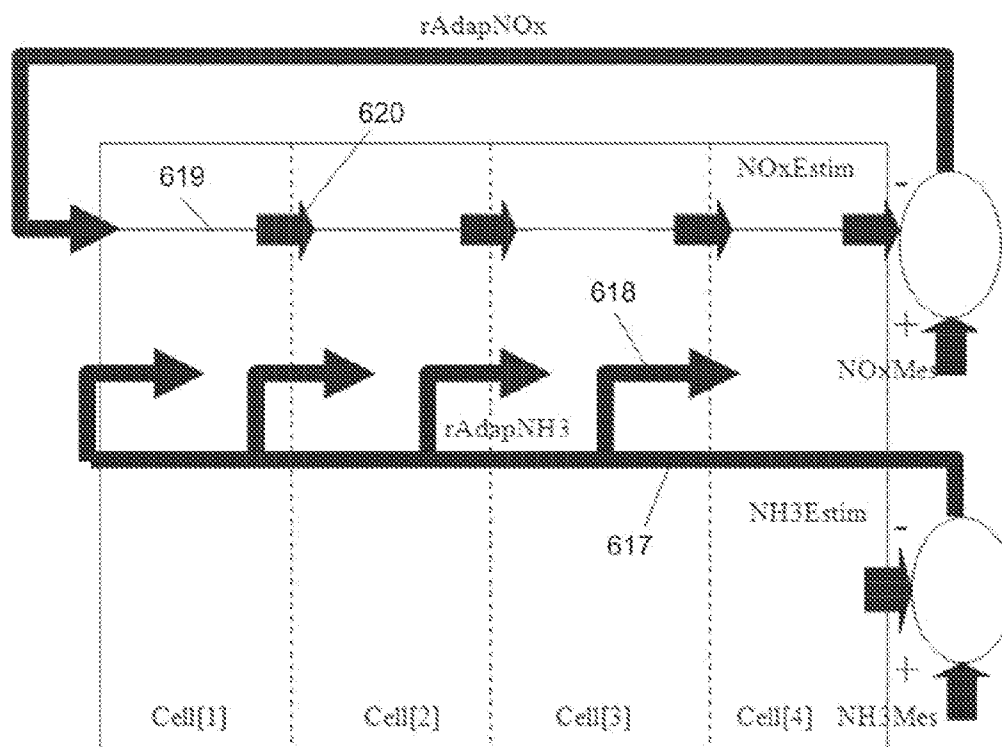 rAdapNOx
620
619
NOxEstim
-
618
+
NOxMes
rAdapNH3
NH3Estim
617
-
+
Cell[1]
Cell[2]
Cell[3]
Cell[4]
NH3Mes